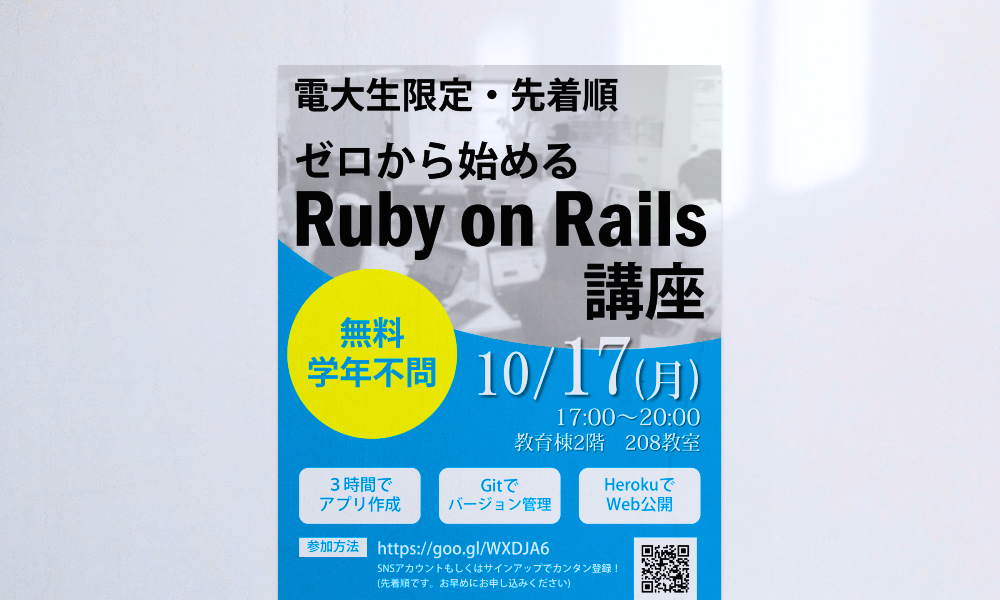 電大生限定・先着順
ゼロから始める
Ruby on Rails
講座
無料
学年不問
10/17(月)
17:00〜20:00
教育棟2階　208教室
3時間で
アプリ作成
Gitで
バージョン管理
Herokuで
Web公開
参加方法
https://goo.gl/WXDJA6
SNSアカウントもしくはサインアップでカンタン登録！
(先着順です。お早めにお申し込みください)